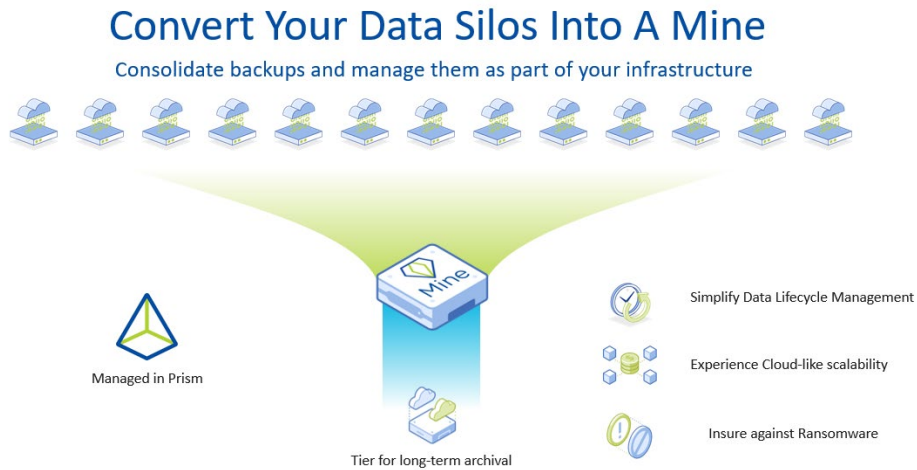 Convert Your Data Silos Into A Mine
Consolidate backups and manage them as part of your infrastructure
Mine
Simplify Data Lifecycle Management
Managed in Prism
Experience Cloud-like scalability
Insure against Ransomware
Tier for long-term archival